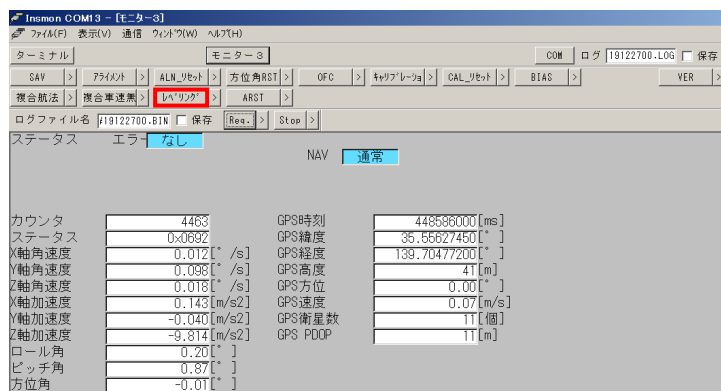 Insmon COM13 - [モニター3]
ファイル(F) 表示(V) 通信 ウィンドウ(W) ヘルプ(H)
ターミナル モニター3 COM ログ 19122700.LOG 保存
SAV > アライメント > ALN_リセット > 方位角RST > OFC > キャリブレーション > CAL_リセット > BIAS > VER >
複合航法 > 複合車速無 > レベリング > ARST >
ログファイル名 #19122700.BIN 保存 Req. > Stop >
ステータス エラー なし
NAV 通常
カウンタ 4463 GPS時刻 448586000[ms]
ステータス 0x0692 GPS緯度 35.55627450[°]
X軸角速度 0.012[°/s] GPS経度 139.70477200[°]
Y軸角速度 0.098[°/s] GPS高度 41[m]
Z軸角速度 0.018[°/s] GPS方位 0.00[°]
X軸加速度 0.143[m/s2] GPS速度 0.07[m/s]
Y軸加速度 -0.040[m/s2] GPS衛星数 11[個]
Z軸加速度 -9.814[m/s2] GPS PDOP 11[m]
ロール角 0.20[°]
ピッチ角 0.87[°]
方位角 -0.01[°]